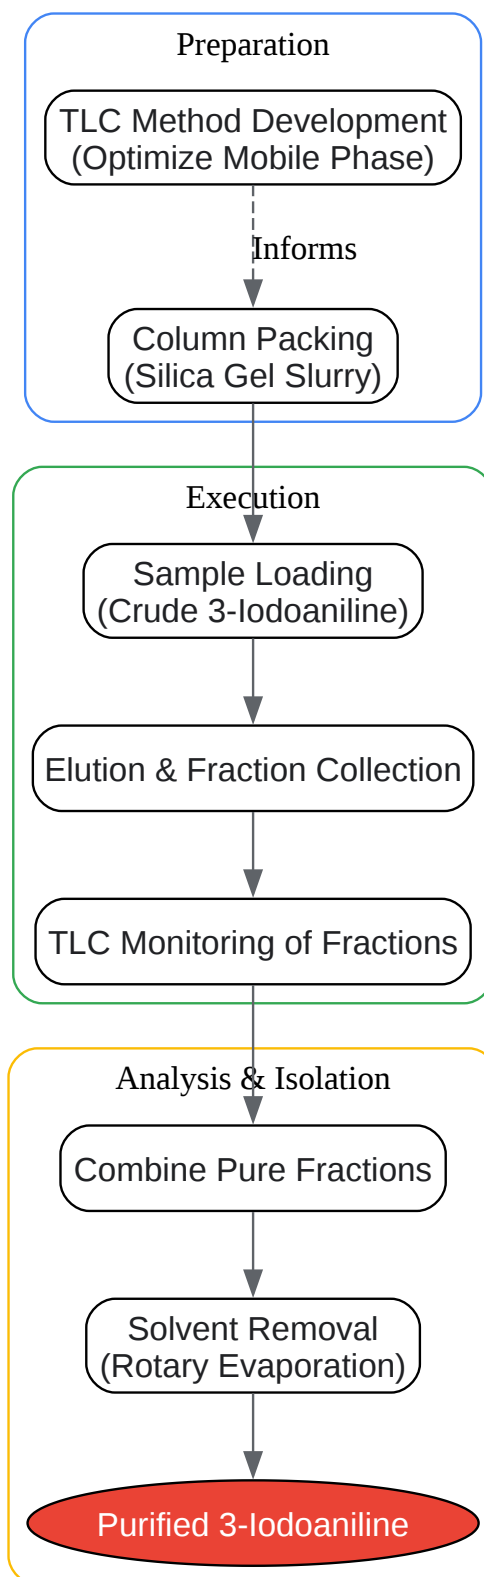 Preparation
TLC Method Development
(Optimize Mobile Phase)
Informs
Column Packing
(Silica Gel Slurry)
Execution
Sample Loading
(Crude 3-Iodoaniline)
Elution & Fraction Collection
TLC Monitoring of Fractions
Analysis & Isolation
Combine Pure Fractions
Solvent Removal
(Rotary Evaporation)
Purified 3-Iodoaniline